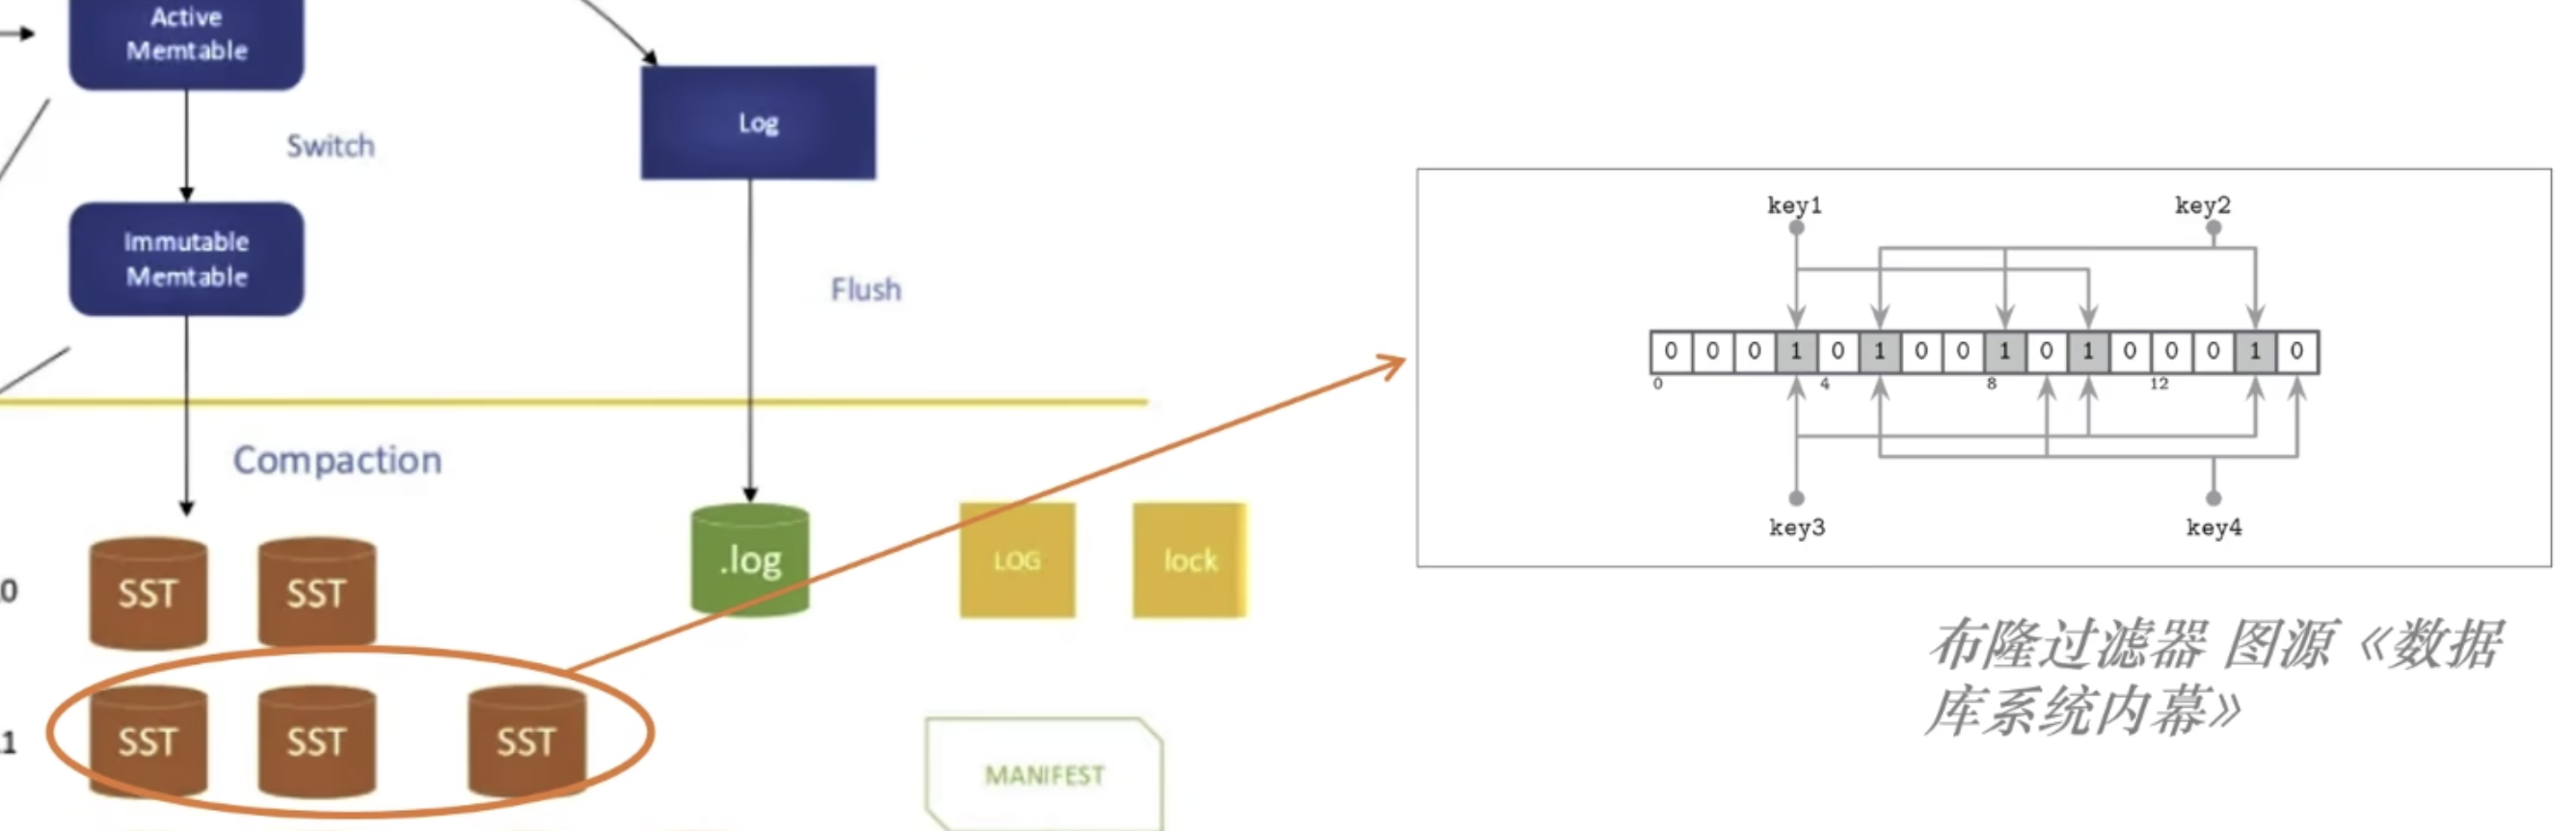 Active
Memtable
Switch
Log
Immutable
Memtable
Flush
Compaction
.log
LOG
lock
0
SST
SST
1
SST
SST
SST
MANIFEST
key1
key2
0 0 0 1 0 1 0 0 1 0 1 0 0 0 1 0
0 4 8 12
key3
key4
布隆过滤器 图源《数据
库系统内幕》